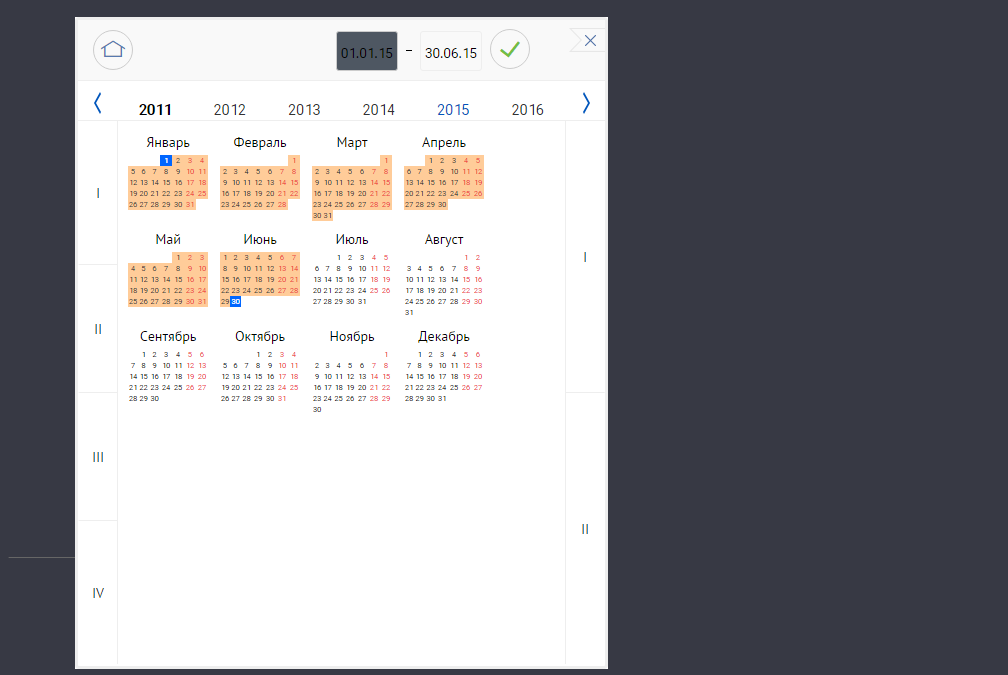 01.01.15 – 30.06.15
2011 2012 2013 2014 2015 2016
Январь Февраль Март Апрель
1 2 3 4 1 1 1 2 3 4 5
5 6 7 8 9 10 11 2 3 4 5 6 7 8 2 3 4 5 6 7 8 6 7 8 9 10 11 12
12 13 14 15 16 17 18 9 10 11 12 13 14 15 9 10 11 12 13 14 15 13 14 15 16 17 18 19
19 20 21 22 23 24 25 16 17 18 19 20 21 22 16 17 18 19 20 21 22 20 21 22 23 24 25 26
26 27 28 29 30 31 23 24 25 26 27 28 23 24 25 26 27 28 29 27 28 29 30
30 31
Май Июнь Июль Август
1 2 3 1 2 3 4 5 6 7 1 2 3 4 5 1 2
4 5 6 7 8 9 10 8 9 10 11 12 13 14 6 7 8 9 10 11 12 3 4 5 6 7 8 9
11 12 13 14 15 16 17 15 16 17 18 19 20 21 13 14 15 16 17 18 19 10 11 12 13 14 15 16
18 19 20 21 22 23 24 22 23 24 25 26 27 28 20 21 22 23 24 25 26 17 18 19 20 21 22 23
25 26 27 28 29 30 31 29 30 27 28 29 30 31 24 25 26 27 28 29 30
31
Сентябрь Октябрь Ноябрь Декабрь
1 2 3 4 5 6 1 2 3 4 1 1 2 3 4 5 6
7 8 9 10 11 12 13 5 6 7 8 9 10 11 2 3 4 5 6 7 8 7 8 9 10 11 12 13
14 15 16 17 18 19 20 12 13 14 15 16 17 18 9 10 11 12 13 14 15 14 15 16 17 18 19 20
21 22 23 24 25 26 27 19 20 21 22 23 24 25 16 17 18 19 20 21 22 21 22 23 24 25 26 27
28 29 30 26 27 28 29 30 31 23 24 25 26 27 28 29 28 29 30 31
30
I
II
III
IV
I
II